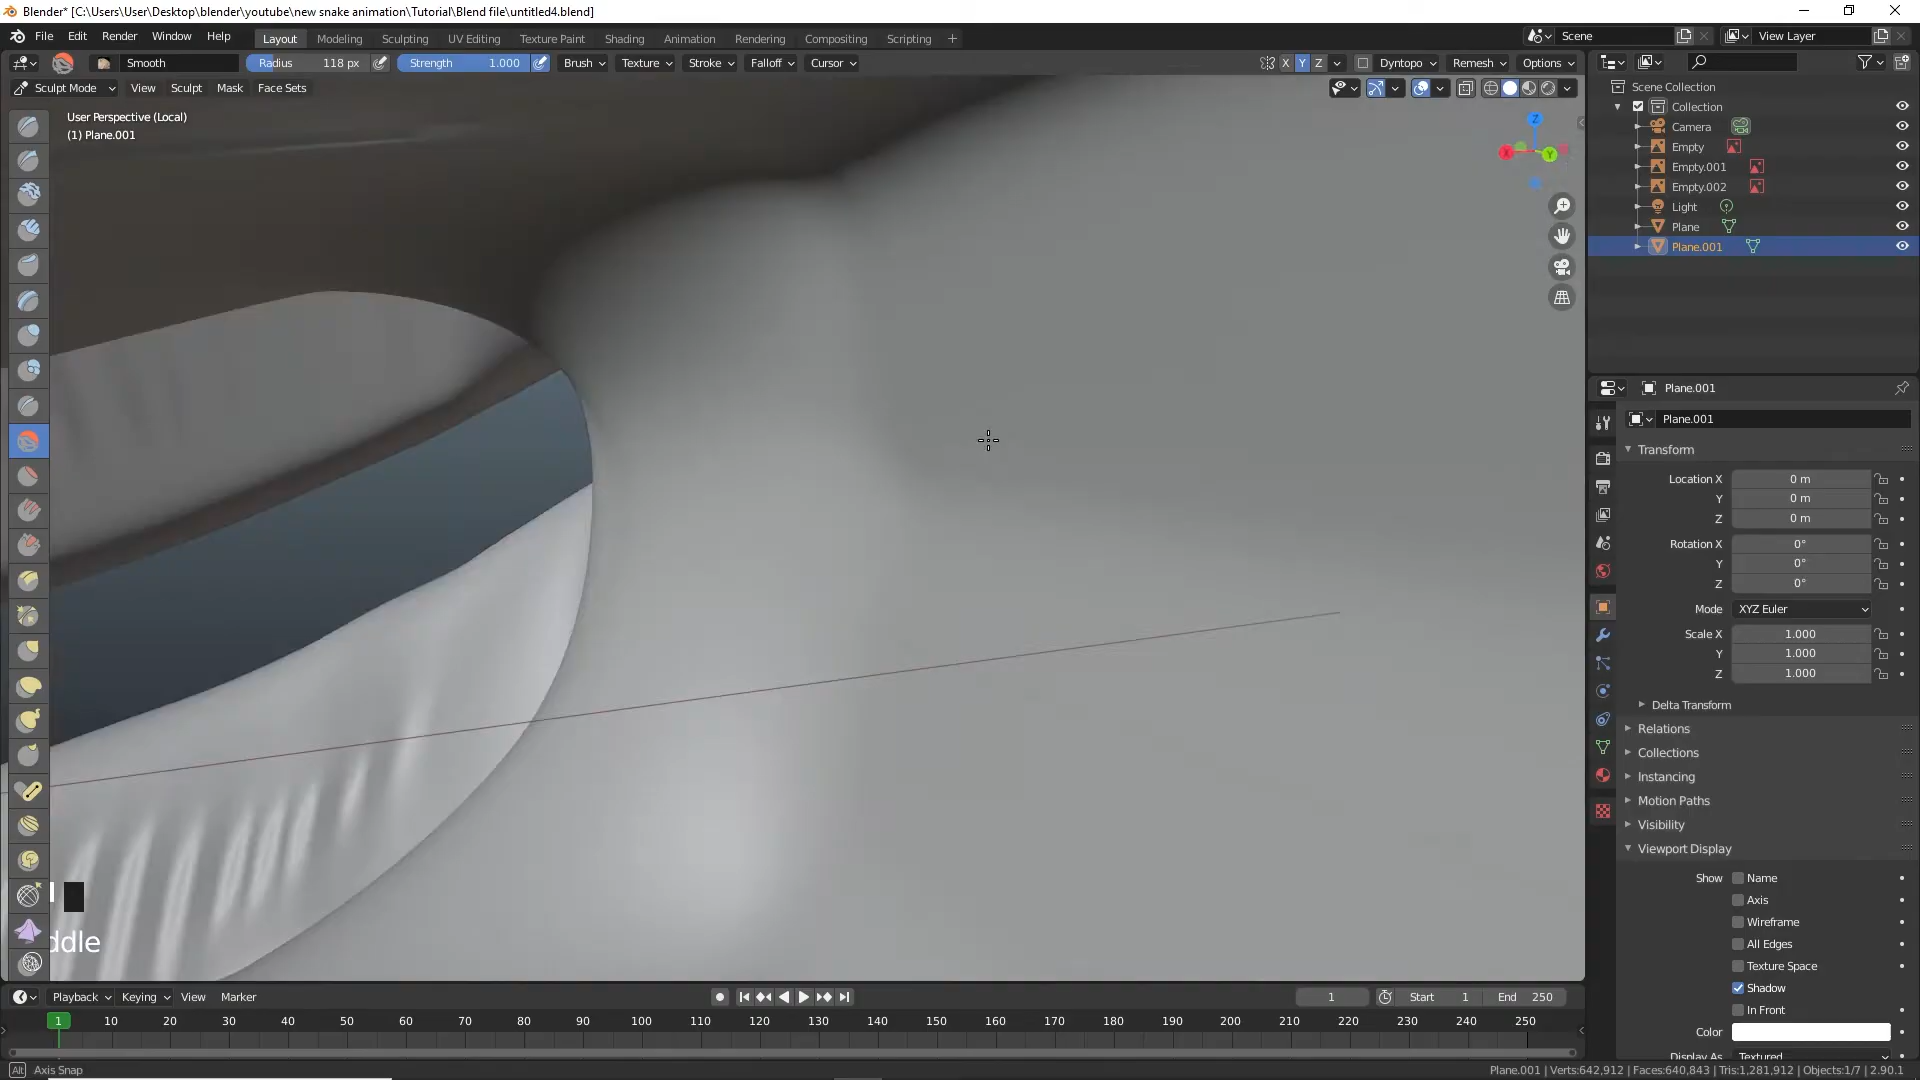 Blender* [C:\Users\User\Desktop\blender\youtube\new snake animation\Tutorial\Blend file\untitled4.blend]
File Edit Render Window Help
Layout Modeling Sculpting UV Editing Texture Paint Shading Animation Rendering Compositing Scripting +
Scene View Layer
Smooth Radius 118 px Strength 1.000 Brush Texture Stroke Falloff Cursor X Y Z Dyntopo Remesh Options
Sculpt Mode View Sculpt Mask Face Sets
User Perspective (Local)
(1) Plane.001
Z
X
Y
ddle
Scene Collection
Collection
Camera
Empty
Empty.001
Empty.002
Light
Plane
Plane.001
Plane.001
Plane.001
Transform
Location X 0 m
Y 0 m
Z 0 m
Rotation X 0°
Y 0°
Z 0°
Mode XYZ Euler
Scale X 1.000
Y 1.000
Z 1.000
Delta Transform
Relations
Collections
Instancing
Motion Paths
Visibility
Viewport Display
Show Name
Axis
Wireframe
All Edges
Texture Space
Shadow
In Front
Color
Display As Textured
Playback Keying View Marker
1 Start 1 End 250
1 10 20 30 40 50 60 70 80 90 100 110 120 130 140 150 160 170 180 190 200 210 220 230 240 250
Alt Axis Snap
Plane.001 | Verts:642,912 | Faces:640,843 | Tris:1,281,912 | Objects:1/7 | 2.90.1